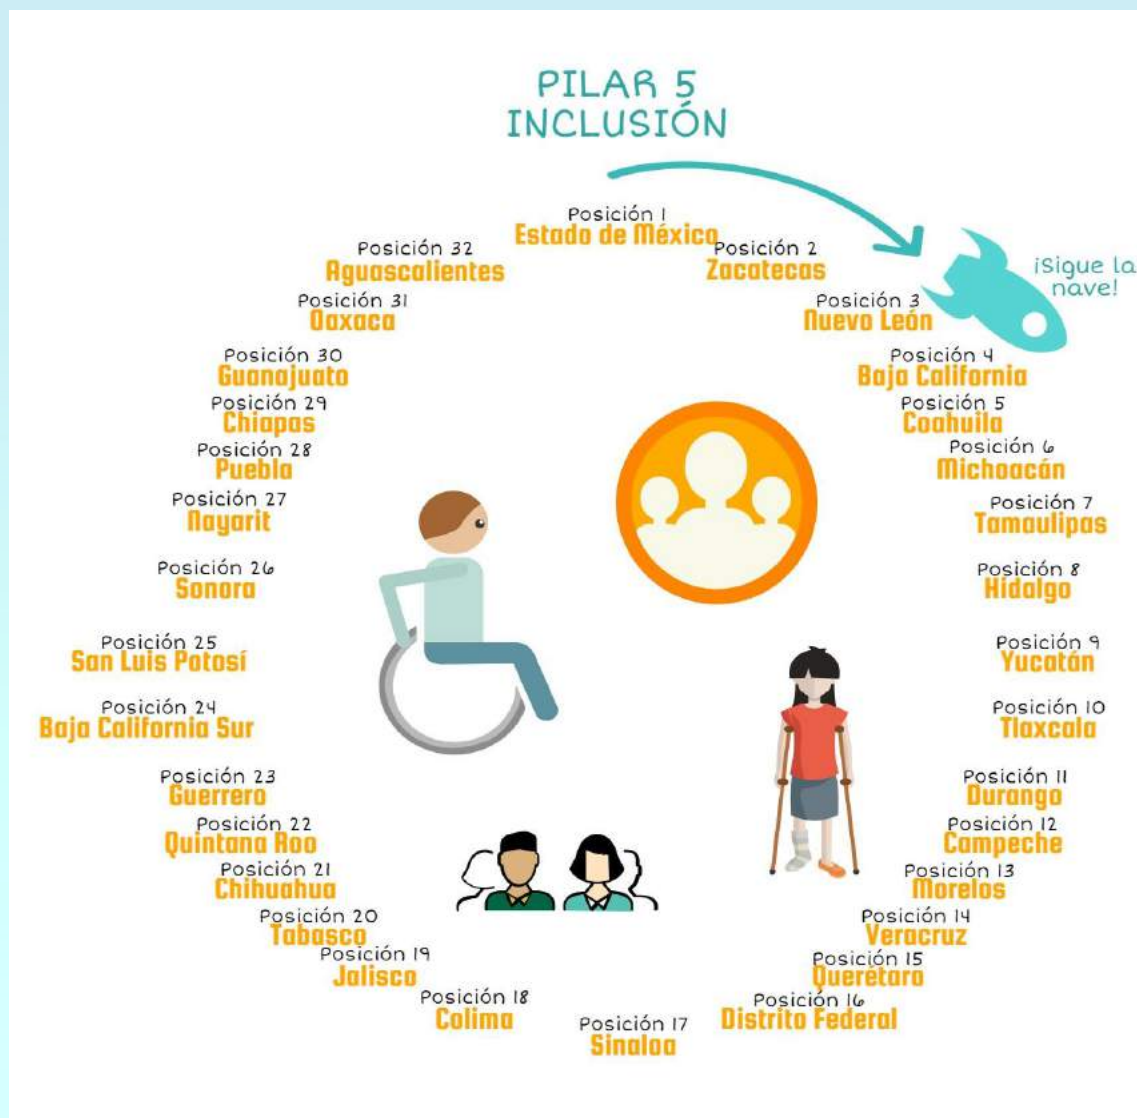 PILAR 5
INCLUSIÓN
¡Sigue la
nave!
Posición 1
Estado de México
Posición 2
Zacatecas
Posición 3
Nuevo León
Posición 4
Baja California
Posición 5
Coahuila
Posición 6
Michoacán
Posición 7
Tamaulipas
Posición 8
Hidalgo
Posición 9
Yucatán
Posición 10
Tlaxcala
Posición 11
Durango
Posición 12
Campeche
Posición 13
Morelos
Posición 14
Veracruz
Posición 15
Querétaro
Posición 16
Distrito Federal
Posición 17
Sinaloa
Posición 18
Colima
Posición 19
Jalisco
Posición 20
Tabasco
Posición 21
Chihuahua
Posición 22
Quintana Roo
Posición 23
Guerrero
Posición 24
Baja California Sur
Posición 25
San Luis Potosí
Posición 26
Sonora
Posición 27
Nayarit
Posición 28
Puebla
Posición 29
Chiapas
Posición 30
Guanajuato
Posición 31
Oaxaca
Posición 32
Aguascalientes